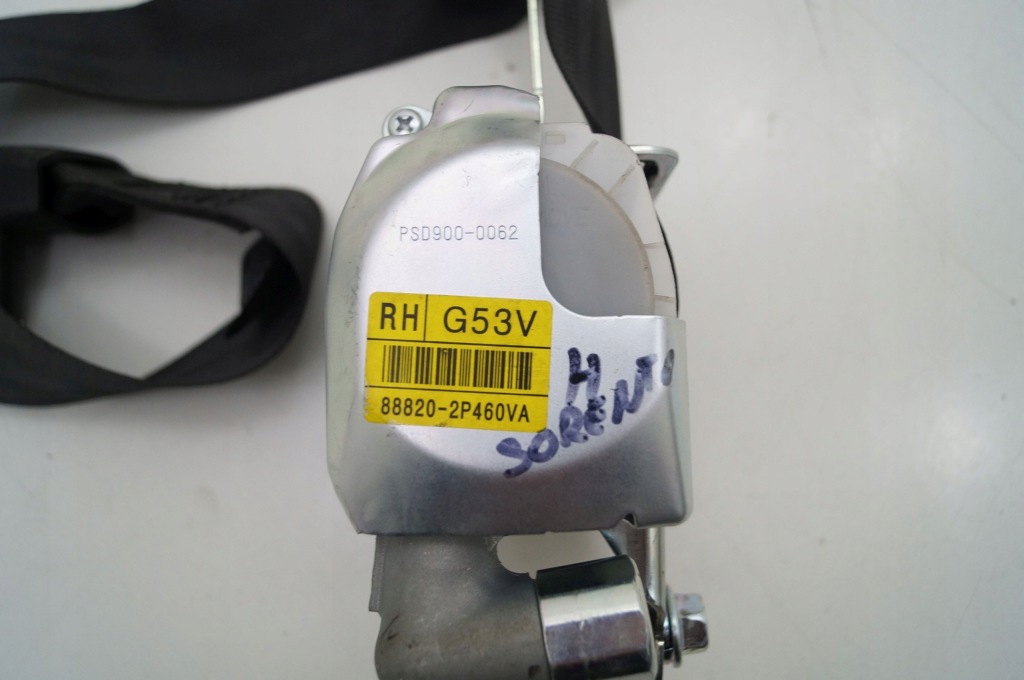 PSD900-0062
RH G53V
88820-2P460VA
H
SORENTO